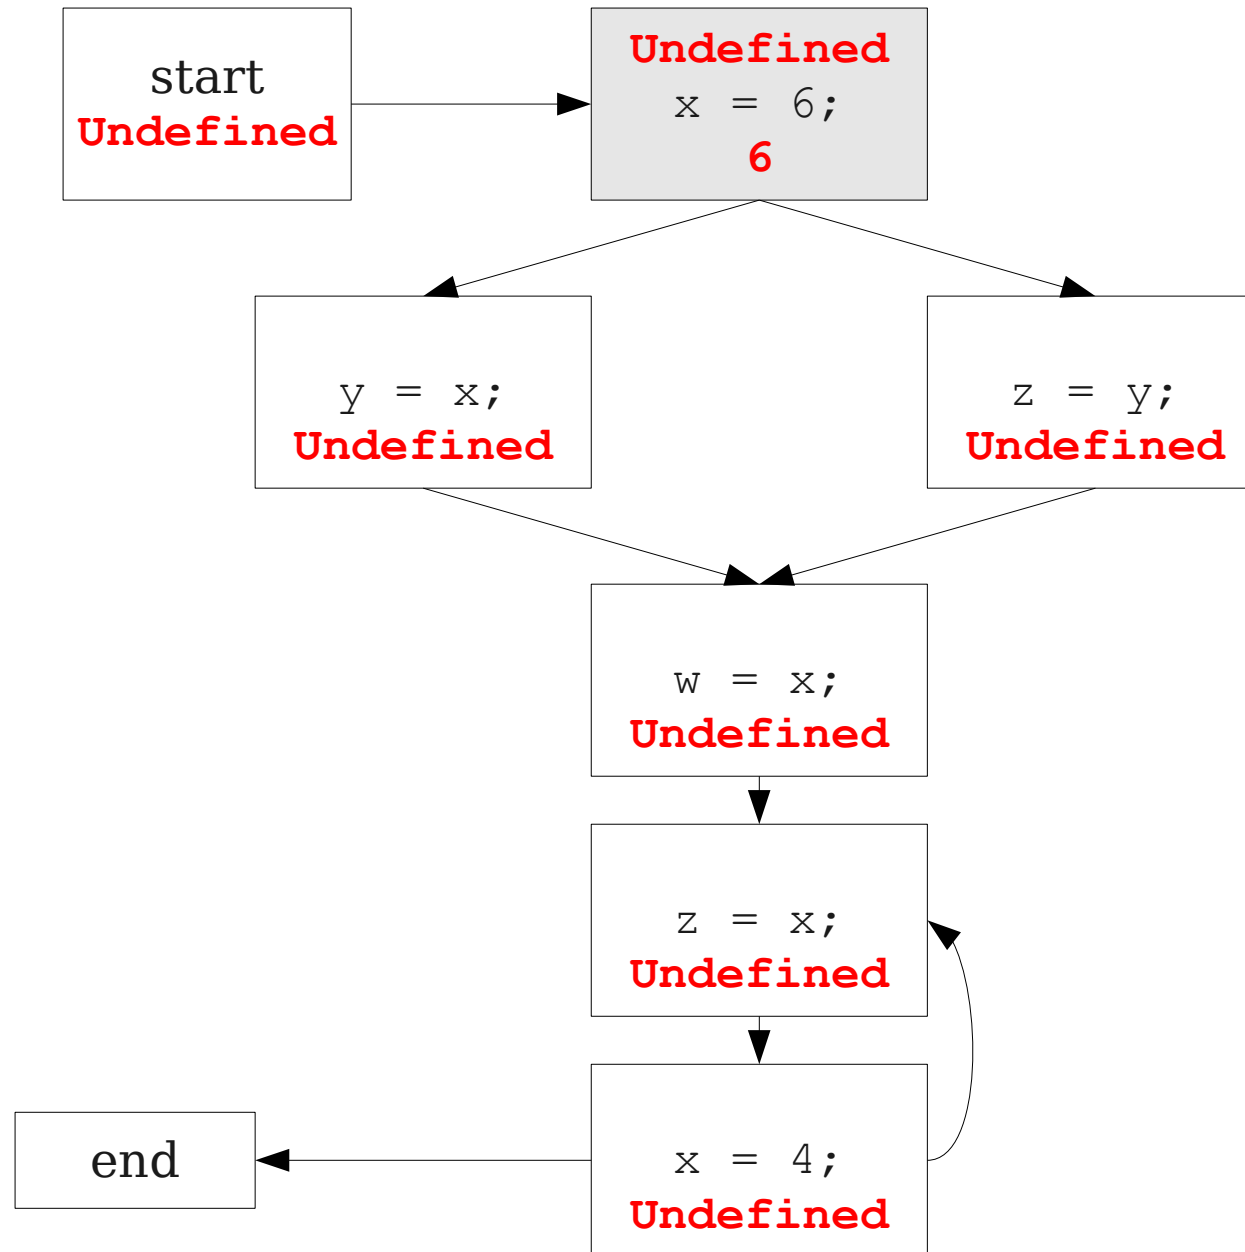 start
Undefined
Undefined
x = 6;
6
y = x;
Undefined
z = y;
Undefined
w = x;
Undefined
z = x;
Undefined
end
x = 4;
Undefined